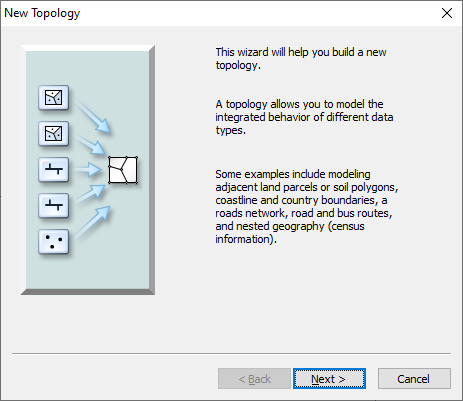 New Topology
This wizard will help you build a new
topology.
A topology allows you to model the
integrated behavior of different data
types.
Some examples include modeling
adjacent land parcels or soil polygons,
coastline and country boundaries, a
roads network, road and bus routes,
and nested geography (census
information).
< Back
Next >
Cancel